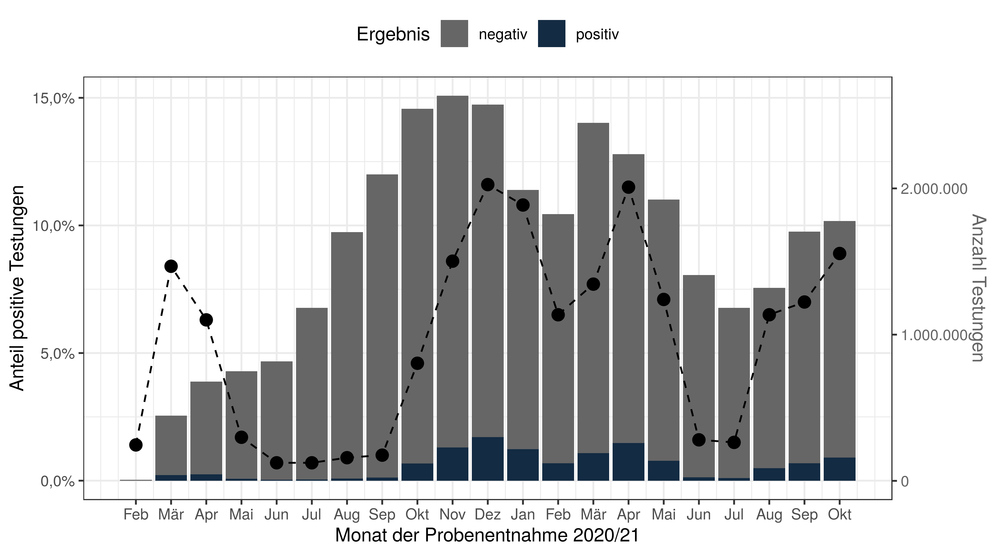 Ergebnis negativ positiv
Anteil positive Testungen
15,0%
10,0%
5,0%
0,0%
2.000.000
1.000.000
0
Anzahl Testungen
Feb Mär Apr Mai Jun Jul Aug Sep Okt Nov Dez Jan Feb Mär Apr Mai Jun Jul Aug Sep Okt
Monat der Probenentnahme 2020/21